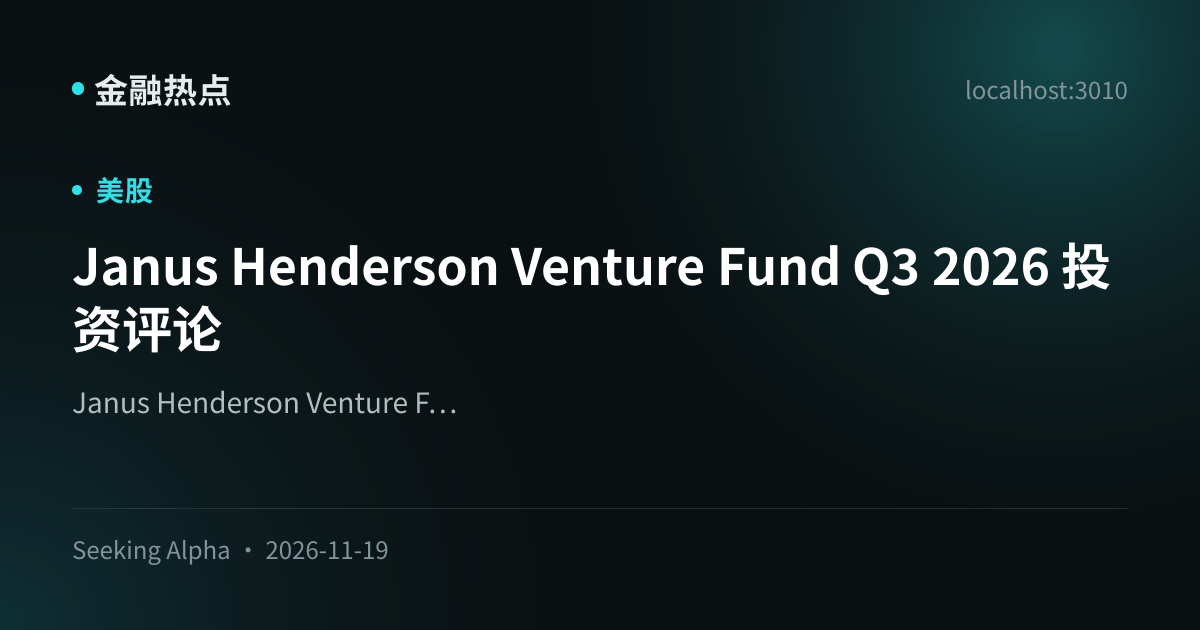 金融热点
localhost:3010
美股
Janus Henderson Venture Fund Q3 2026 投
资评论
Janus Henderson Venture F…
Seeking Alpha • 2026-11-19